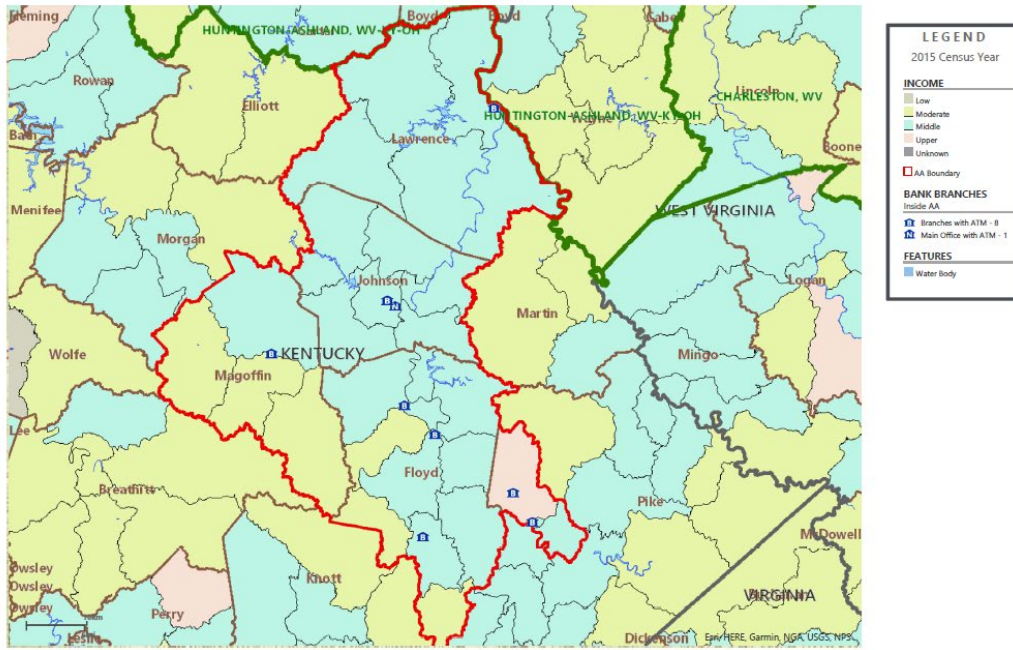 Fleming
Boyd
Boyd
Cabell
HUNTINGTON-ASHLAND, WV-KY-OH
Rowan
Elliott
Lincoln
CHARLESTON, WV
Bath
Lawrence
HUNTINGTON-ASHLAND, WV-KY-OH
Wayne
Boone
Menifee
WEST VIRGINIA
Morgan
Johnson
Logan
Martin
Wolfe
KENTUCKY
Mingo
Magoffin
Lee
Floyd
Breathitt
Pike
McDowell
Owsley
Owsley
Owsley
Knott
Perry
VIRGINIA
Leslie
Dickenson
Esri, HERE, Garmin, NGA, USGS, NPS
LEGEND
2015 Census Year
INCOME
Low
Moderate
Middle
Upper
Unknown
AA Boundary
BANK BRANCHES
Inside AA
Branches with ATM - 8
Main Office with ATM - 1
FEATURES
Water Body